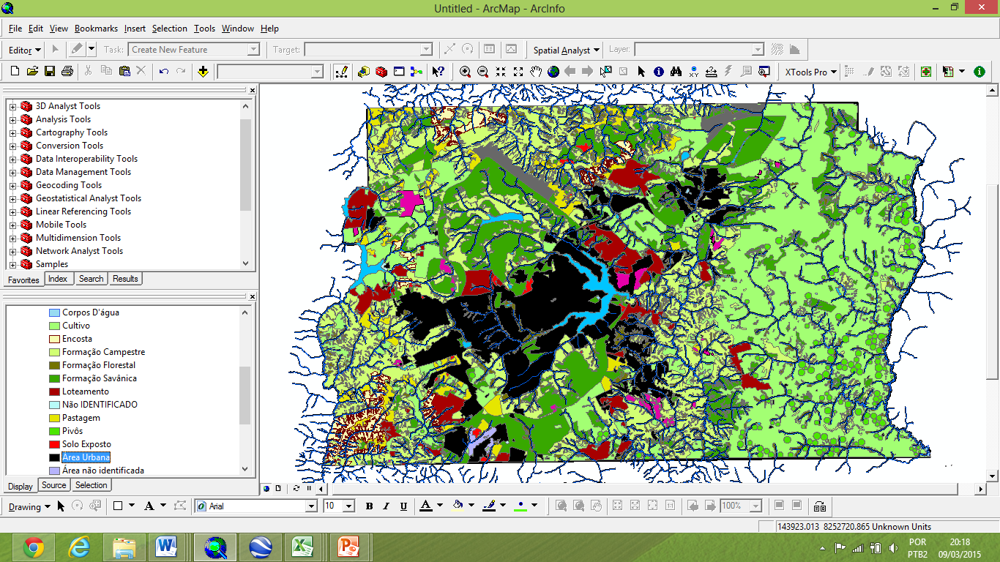 Untitled - ArcMap - ArcInfo
File Edit View Bookmarks Insert Selection Tools Window Help
Editor Task: Create New Feature Target: Spatial Analyst Layer:
XTools Pro
3D Analyst Tools
Analysis Tools
Cartography Tools
Conversion Tools
Data Interoperability Tools
Data Management Tools
Geocoding Tools
Geostatistical Analyst Tools
Linear Referencing Tools
Mobile Tools
Multidimension Tools
Network Analyst Tools
Samples
Favorites Index Search Results
Corpos D'água
Cultivo
Encosta
Formação Campestre
Formação Florestal
Formação Savânica
Loteamento
Não IDENTIFICADO
Pastagem
Pivôs
Solo Exposto
Área Urbana
Área não identificada
Display Source Selection
Drawing A Arial 10 B I U A 100%
143923.013 8252720.865 Unknown Units
POR 20:18
PTB2 09/03/2015